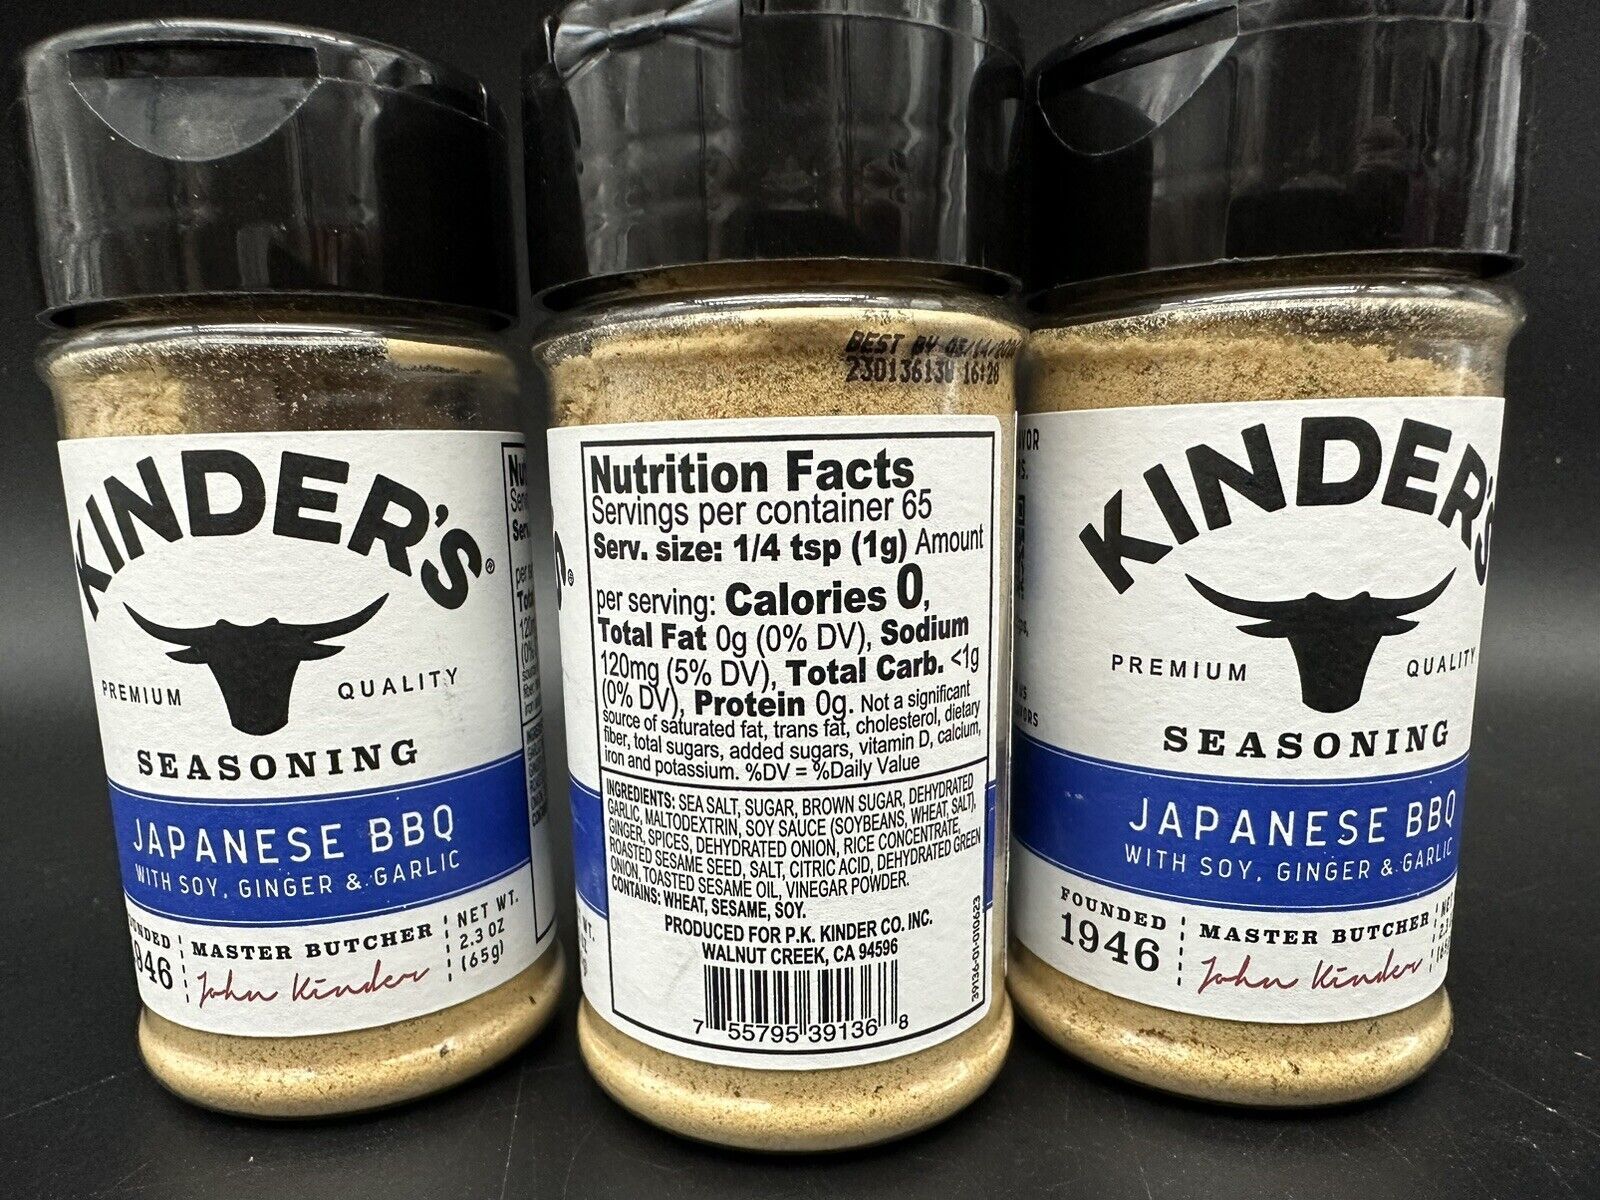 KINDER'S®
PREMIUM QUALITY
SEASONING
JAPANESE BBQ
WITH SOY, GINGER & GARLIC
MASTER BUTCHER
John Kinder
NET WT.
2.3 OZ
(65g)
BEST BY
230136130 16:28
Nutrition Facts
Servings per container 65
Serv. size: 1/4 tsp (1g) Amount
per serving: Calories 0,
Total Fat 0g (0% DV), Sodium
120mg (5% DV), Total Carb. <1g
(0% DV), Protein 0g. Not a significant
source of saturated fat, trans fat, cholesterol, dietary
fiber, total sugars, added sugars, vitamin D, calcium,
iron and potassium. %DV = %Daily Value
INGREDIENTS: SEA SALT, SUGAR, BROWN SUGAR, DEHYDRATED
GARLIC, MALTODEXTRIN, SOY SAUCE (SOYBEANS, WHEAT, SALT),
GINGER, SPICES, DEHYDRATED ONION, RICE CONCENTRATE,
ROASTED SESAME SEED, SALT, CITRIC ACID, DEHYDRATED GREEN
ONION, TOASTED SESAME OIL, VINEGAR POWDER.
CONTAINS: WHEAT, SESAME, SOY.
PRODUCED FOR P.K. KINDER CO. INC.
WALNUT CREEK, CA 94596
39136-01-010623
7 55795 39136 8
KINDER'S
PREMIUM QUALITY
SEASONING
JAPANESE BBQ
WITH SOY, GINGER & GARLIC
FOUNDED
1946
MASTER BUTCHER
John Kinder